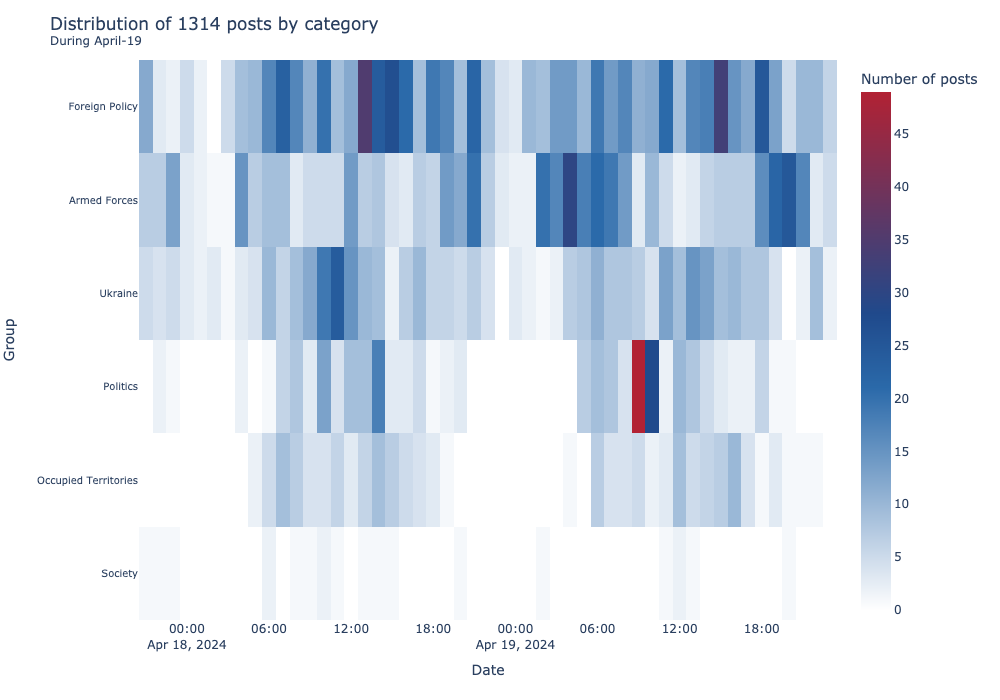 Distribution of 1314 posts by category
During April-19
Number of posts
Foreign Policy
Armed Forces
Ukraine
Politics
Occupied Territories
Society
Group
45
40
35
30
25
20
15
10
5
0
00:00 06:00 12:00 18:00 00:00 06:00 12:00 18:00
Apr 18, 2024 Apr 19, 2024
Date